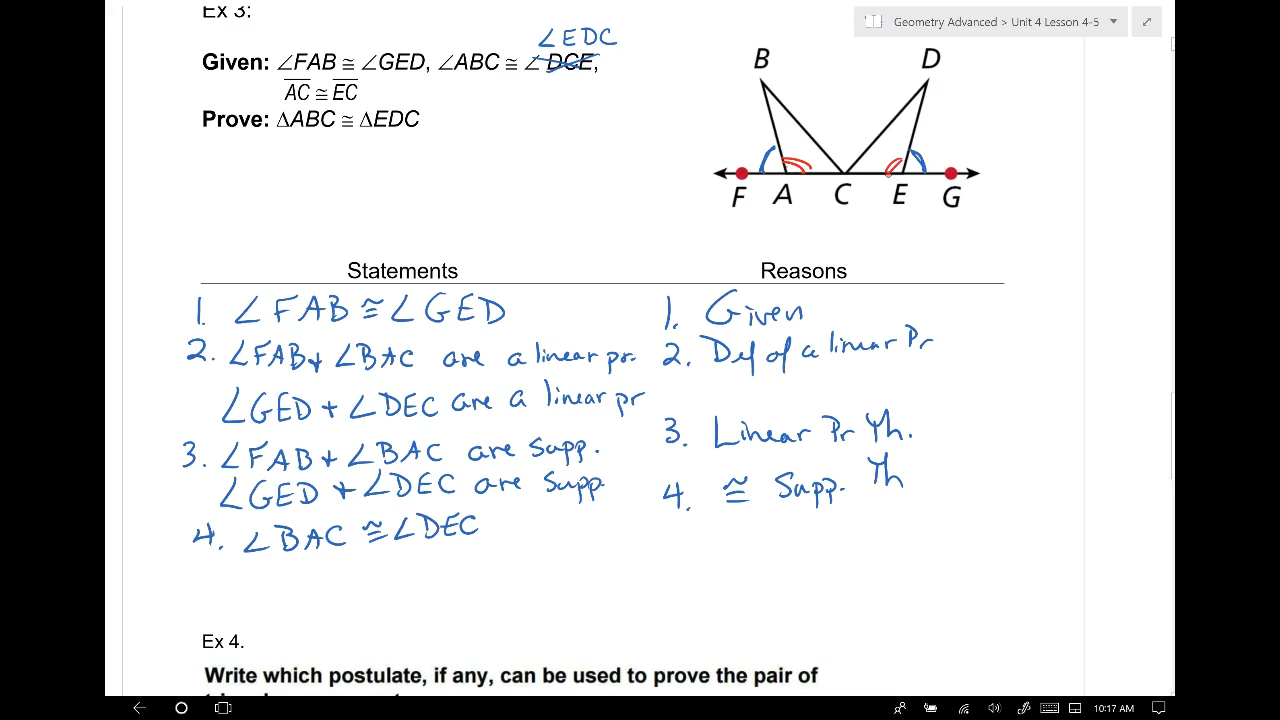 Ex 3:
Geometry Advanced > Unit 4 Lesson 4-5
∠EDC
Given: ∠FAB ≅ ∠GED, ∠ABC ≅ ∠DCE,
AC ≅ EC
Prove: ΔABC ≅ ΔEDC
B D
F A C E G
Statements Reasons
1. ∠FAB ≅ ∠GED 1. Given
2. ∠FAB + ∠BAC are a linear pr. 2. Def of a linear Pr
∠GED + ∠DEC are a linear pr
3. ∠FAB + ∠BAC are supp. 3. Linear Pr Th.
∠GED + ∠DEC are supp.
4. ∠BAC ≅ ∠DEC 4. ≅ Supp. Th
Ex 4.
Write which postulate, if any, can be used to prove the pair of
10:17 AM